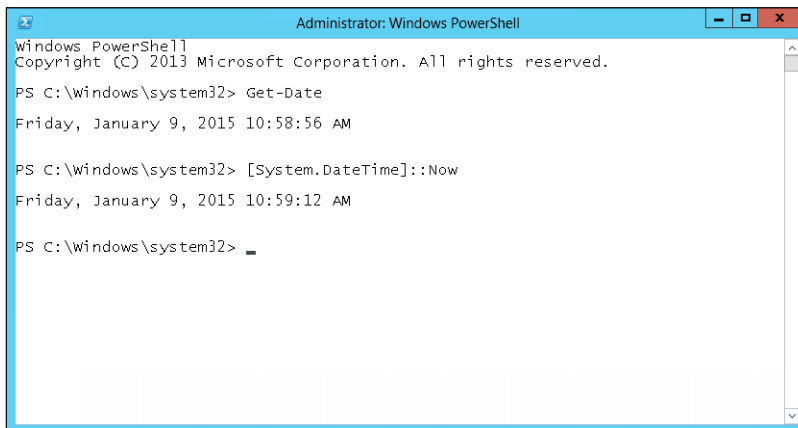 Administrator: Windows PowerShell
Windows PowerShell
Copyright (C) 2013 Microsoft Corporation. All rights reserved.
PS C:\Windows\system32> Get-Date
Friday, January 9, 2015 10:58:56 AM
PS C:\Windows\system32> [System.DateTime]::Now
Friday, January 9, 2015 10:59:12 AM
PS C:\Windows\system32> _